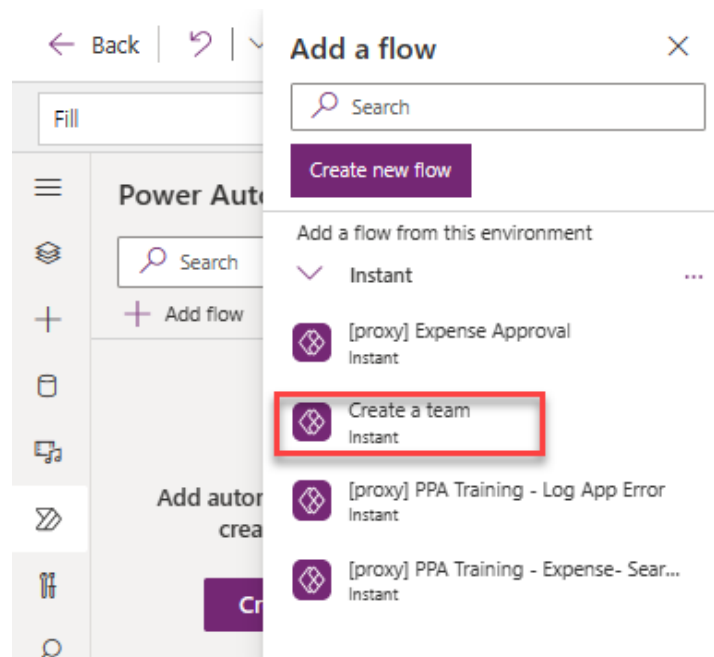 Back
Add a flow
Search
Fill
Create new flow
Power Aut
Add a flow from this environment
Search
Instant
...
Add flow
[proxy] Expense Approval
Instant
Create a team
Instant
[proxy] PPA Training - Log App Error
Instant
Add autor
crea
[proxy] PPA Training - Expense- Sear...
Instant
Cr